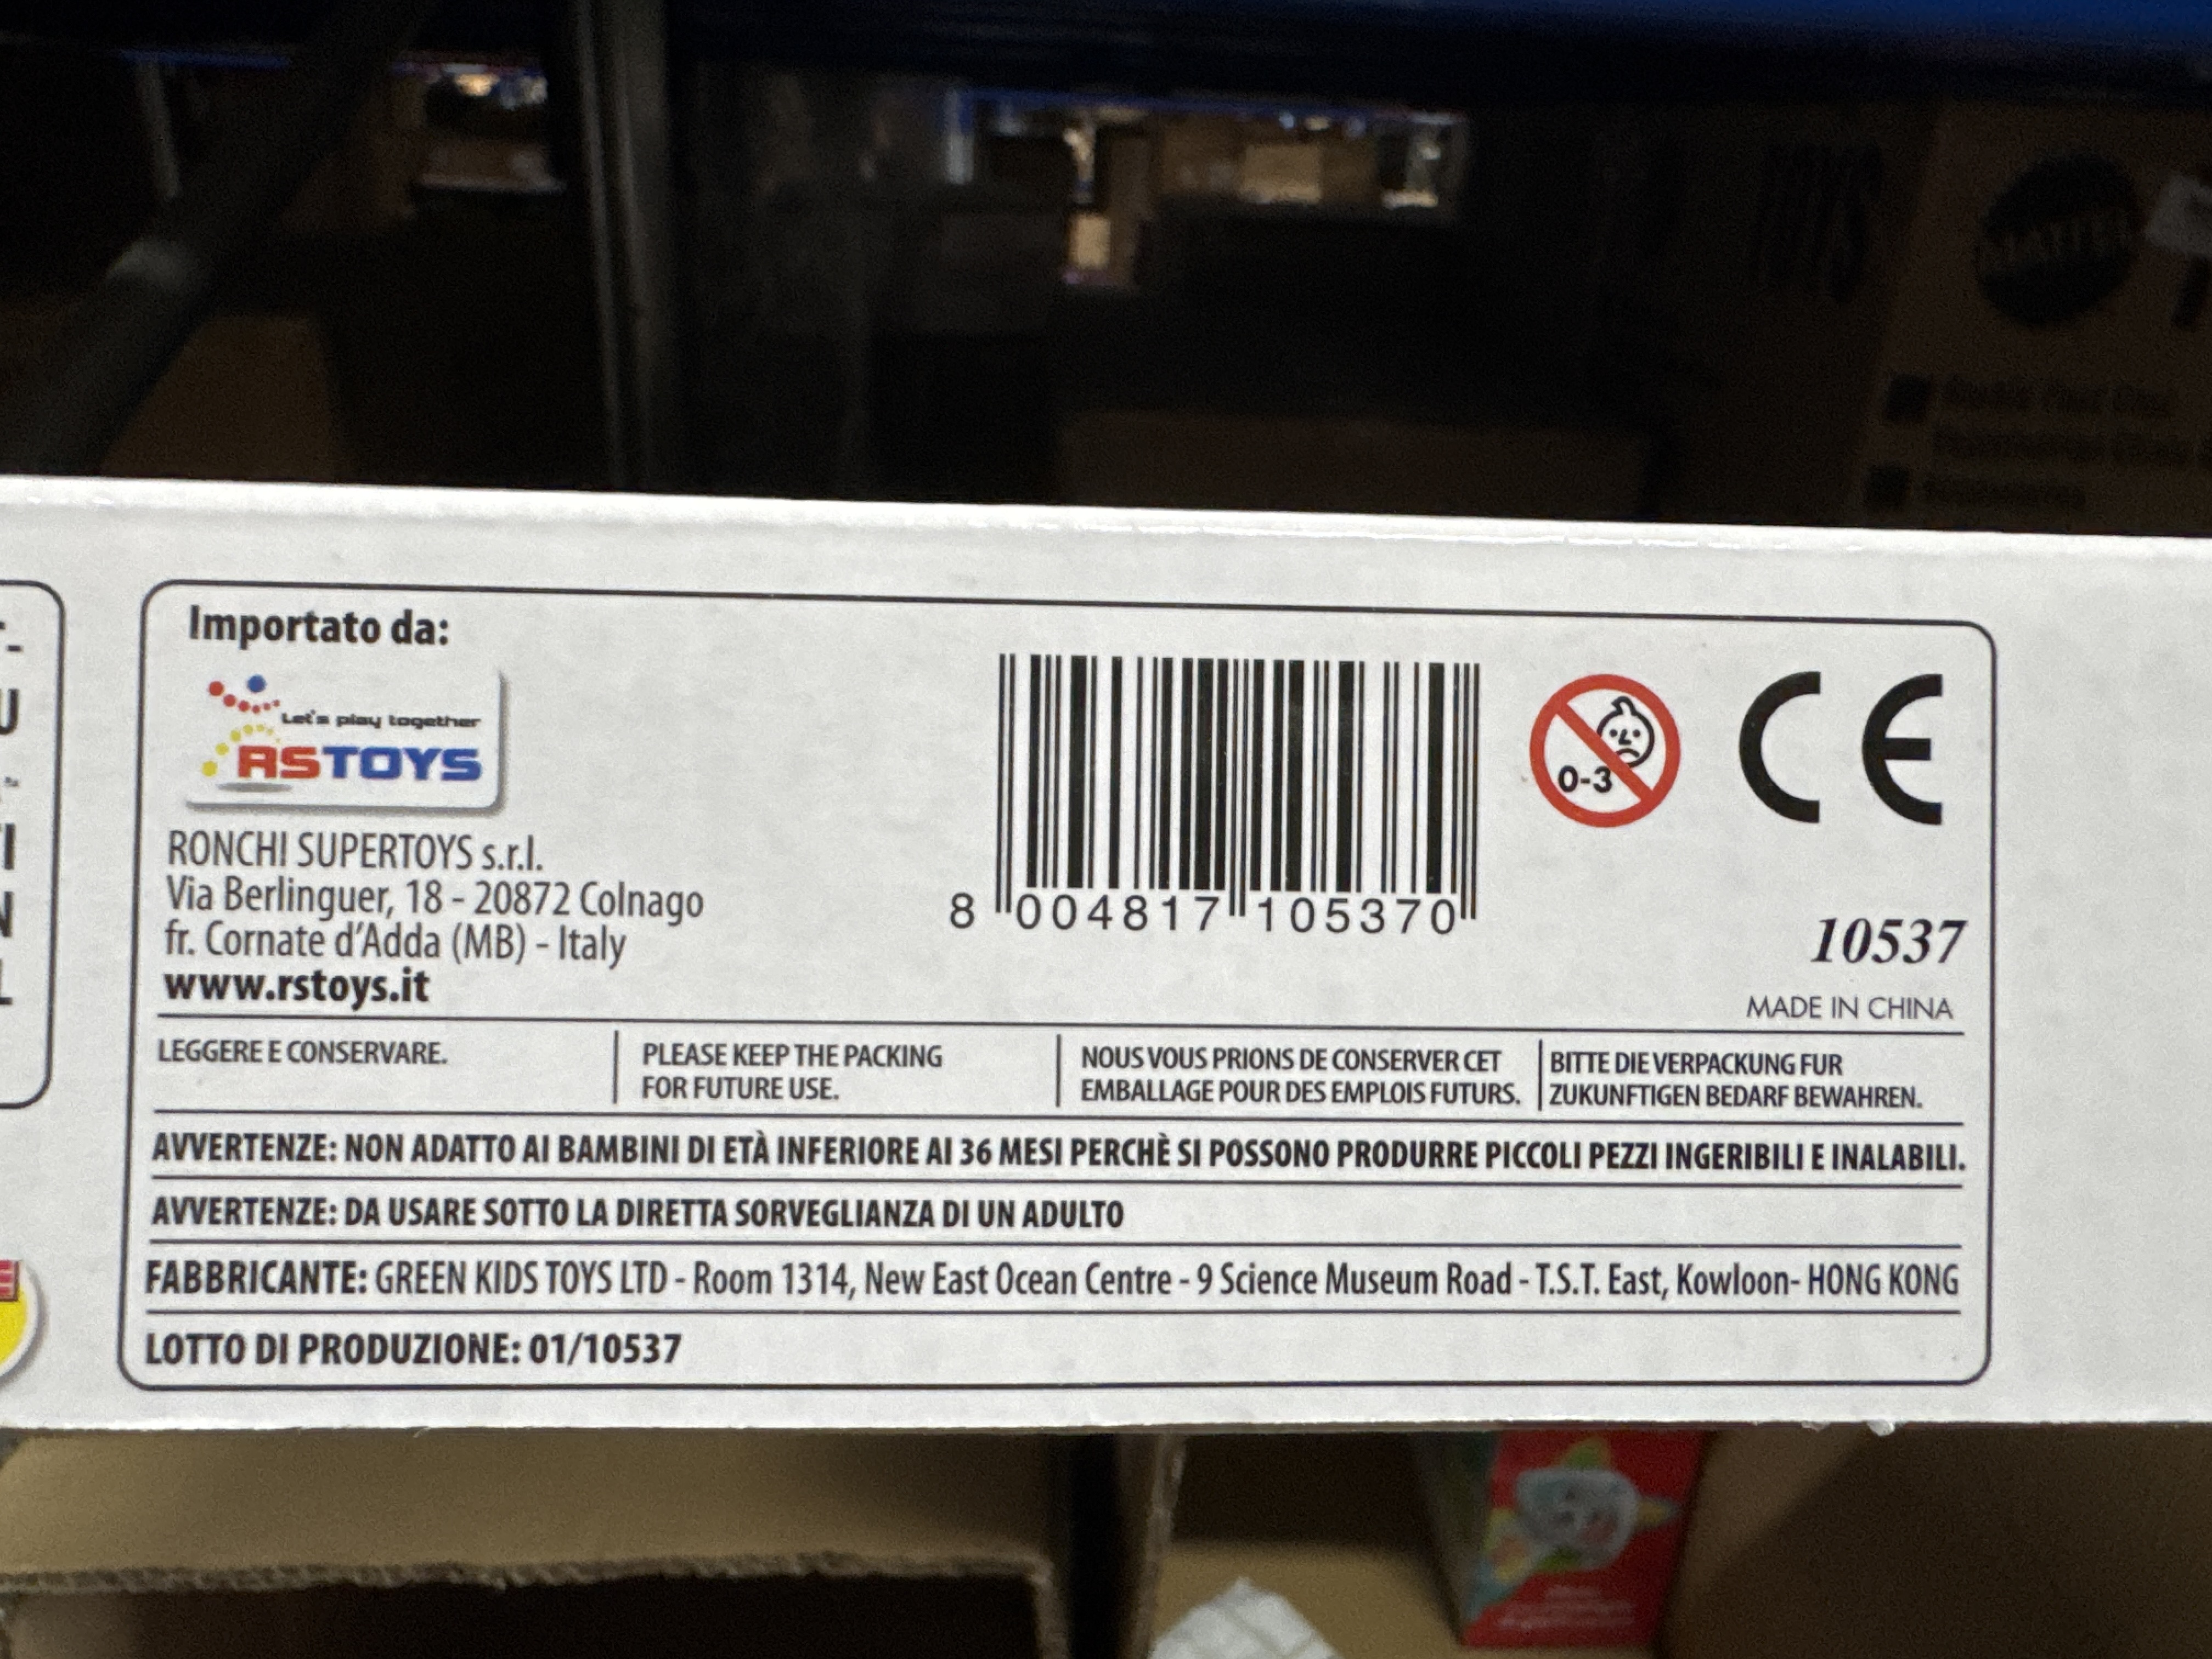 Importato da:
Let's play together
RSTOYS
RONCHI SUPERTOYS s.r.l.
Via Berlinguer, 18 - 20872 Colnago
fr. Cornate d'Adda (MB) - Italy
www.rstoys.it
8 004817 105370
0-3
CE
10537
MADE IN CHINA
LEGGERE E CONSERVARE.
PLEASE KEEP THE PACKING
FOR FUTURE USE.
NOUS VOUS PRIONS DE CONSERVER CET
EMBALLAGE POUR DES EMPLOIS FUTURS.
BITTE DIE VERPACKUNG FUR
ZUKUNFTIGEN BEDARF BEWAHREN.
AVVERTENZE: NON ADATTO AI BAMBINI DI ETÀ INFERIORE AI 36 MESI PERCHÈ SI POSSONO PRODURRE PICCOLI PEZZI INGERIBILI E INALABILI.
AVVERTENZE: DA USARE SOTTO LA DIRETTA SORVEGLIANZA DI UN ADULTO
FABBRICANTE: GREEN KIDS TOYS LTD - Room 1314, New East Ocean Centre - 9 Science Museum Road - T.S.T. East, Kowloon- HONG KONG
LOTTO DI PRODUZIONE: 01/10537
MATTEL